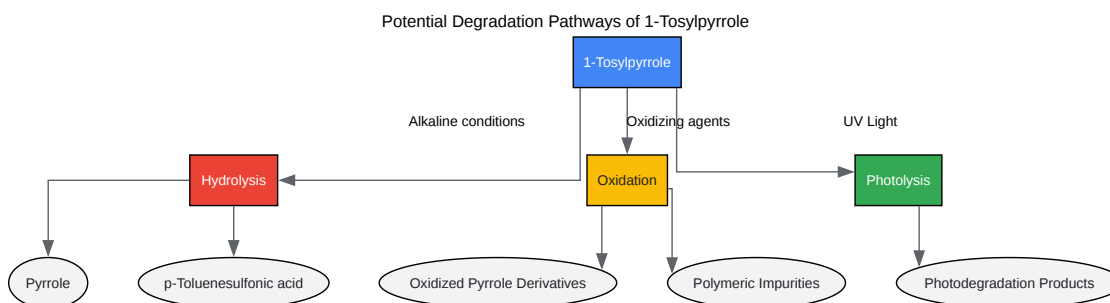 Potential Degradation Pathways of 1-Tosylpyrrole
1-Tosylpyrrole
Alkaline conditions
Oxidizing agents
UV Light
Hydrolysis
Oxidation
Photolysis
Pyrrole
p-Toluenesulfonic acid
Oxidized Pyrrole Derivatives
Polymeric Impurities
Photodegradation Products